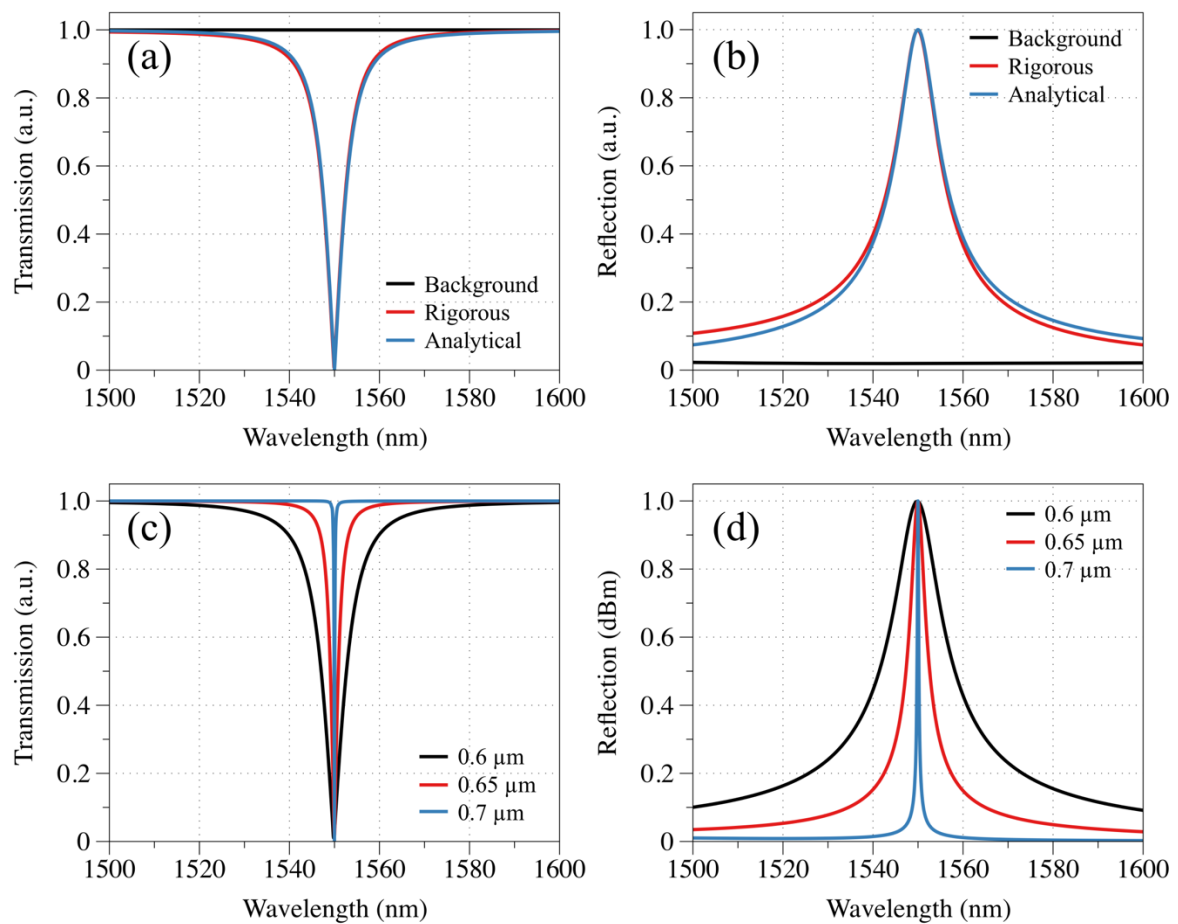 (a)
Transmission (a.u.)
1.0
0.8
0.6
0.4
0.2
0
Background
Rigorous
Analytical
1500 1520 1540 1560 1580 1600
Wavelength (nm)
(b)
Reflection (a.u.)
1.0
0.8
0.6
0.4
0.2
0
Background
Rigorous
Analytical
1500 1520 1540 1560 1580 1600
Wavelength (nm)
(c)
Transmission (a.u.)
1.0
0.8
0.6
0.4
0.2
0
0.6 µm
0.65 µm
0.7 µm
1500 1520 1540 1560 1580 1600
Wavelength (nm)
(d)
Reflection (dBm)
1.0
0.8
0.6
0.4
0.2
0
0.6 µm
0.65 µm
0.7 µm
1500 1520 1540 1560 1580 1600
Wavelength (nm)